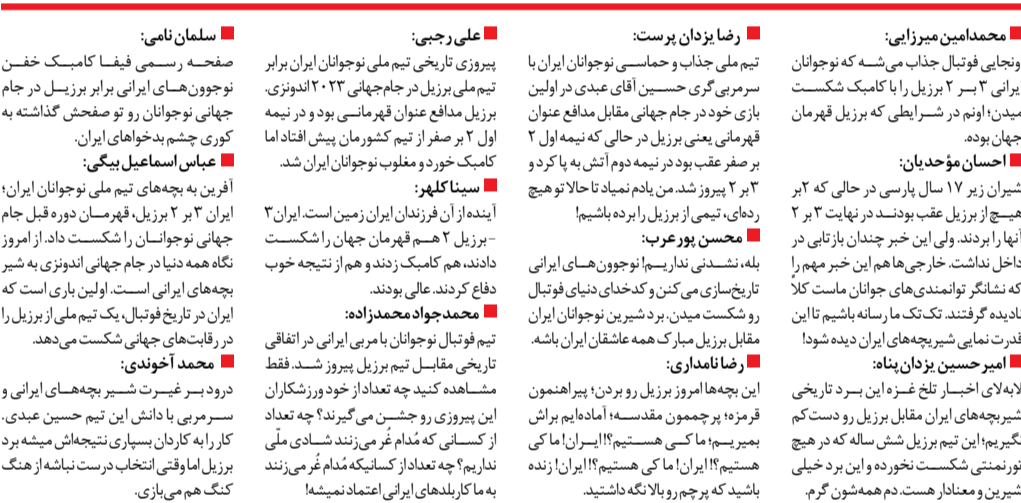 محمدامین میرزایی:
ونجایی فوتبال جذاب می‌شه که نوجوانان
ایرانی ۳ بر ۲ برزیل را با کامبک شکست
میدن؛ اونم در شرایطی که برزیل قهرمان
جهان بوده.
احسان مؤحدیان:
شیران زیر ۱۷ سال پارسی در حالی که ۲بر
هیچ از برزیل عقب بودند در نهایت ۳ بر ۲
آنها را بردند. ولی این خبر چندان بازتابی در
داخل نداشت. خارجی‌ها هم این خبر مهم را
که نشانگر توانمندی‌های جوانان ماست کلاً
نادیده گرفتند. تک تک ما رسانه باشیم تا این
قدرت نمایی شیربچه‌های ایران دیده شود!
امیرحسین یزدان پناه:
لابه‌لای اخبار تلخ غزه این برد تاریخی
شیربچه‌های ایران مقابل برزیل رو دست کم
نگیریم؛ این تیم برزیل شش ساله که در هیچ
تورنمنتی شکست نخورده و این برد خیلی
شیرین و معنادار هست. دم همه‌شون گرم.
رضا یزدان پرست:
تیم ملی جذاب و حماسی نوجوانان ایران با
سرمربی‌گری حسین آقای عبدی در اولین
بازی خود در جام جهانی مقابل مدافع عنوان
قهرمانی یعنی برزیل در حالی که نیمه اول ۲
بر صفر عقب بود در نیمه دوم آتش به پا کرد و
۳ بر ۲ پیروز شد. من یادم نمیاد تا حالا تو هیچ
رده‌ای، تیمی از برزیل را برده باشیم!
محسن پورعرب:
بله، نشدنی نداریم! نوجوون‌های ایرانی
تاریخ‌سازی می‌کنن و کدخدای دنیای فوتبال
رو شکست میدن. برد شیرین نوجوانان ایران
مقابل برزیل مبارک همه عاشقان ایران باشه.
رضا نامداری:
این بچه‌ها امروز برزیل رو بردن؛ پیراهنمون
قرمزه؛ پرچممون مقدسه؛ آماده‌ایم براش
بمیریم؛ ما کی هستیم؟! ایران! ما کی
هستیم؟! ایران! ما کی هستیم؟! ایران! زنده
باشید که پرچم رو بالا نگه داشتید.
علی رجبی:
پیروزی تاریخی تیم ملی نوجوانان ایران برابر
تیم ملی برزیل در جام‌جهانی ۲۰۲۳ اندونزی.
برزیل مدافع عنوان قهرمانی بود و در نیمه
اول ۲ بر صفر از تیم کشورمان پیش افتاد اما
کامبک خورد و مغلوب نوجوانان ایران شد.
سینا کلهر:
آینده از آن فرزندان ایران زمین است. ایران۳
- برزیل ۲ هم قهرمان جهان را شکست
دادند، هم کامبک زدند و هم از نتیجه خوب
دفاع کردند. عالی بودند.
محمدجواد محمدزاده:
تیم فوتبال نوجوانان با مربی ایرانی در اتفاقی
تاریخی مقابل تیم برزیل پیروز شد. فقط
مشاهده کنید چه تعداد از خود ورزشکاران
این پیروزی رو جشن می‌گیرند؟ چه تعداد
از کسانی که مُدام غُر می‌زنند شادی ملّی
نداریم؟ چه تعداد از کسانیکه مُدام غُر می‌زنند
به ما کاربلدهای ایرانی اعتماد نمیشه!
سلمان نامی:
صفحه رسمی فیفا کامبک خفن
نوجوون‌های ایرانی برابر برزیل در جام
جهانی نوجوانان رو تو صفحش گذاشته به
کوری چشم بدخواهای ایران.
عباس اسماعیل بیگی:
آفرین به بچه‌های تیم ملی نوجوانان ایران؛
ایران ۳ بر ۲ برزیل، قهرمان دوره قبل جام
جهانی نوجوانان را شکست داد. از امروز
نگاه همه دنیا در جام جهانی اندونزی به شیر
بچه‌های ایرانی است. اولین باری است که
ایران در تاریخ فوتبال، یک تیم ملی از برزیل را
در رقابت‌های جهانی شکست می‌دهد.
محمد آخوندی:
درود بر غیرت شیر بچه‌های ایرانی و
سرمربی با دانش این تیم حسین عبدی.
کار را به کاردان بسپاری نتیجه‌اش میشه برد
برزیل اما وقتی انتخاب درست نباشه از هنگ
کنگ هم می‌بازی.